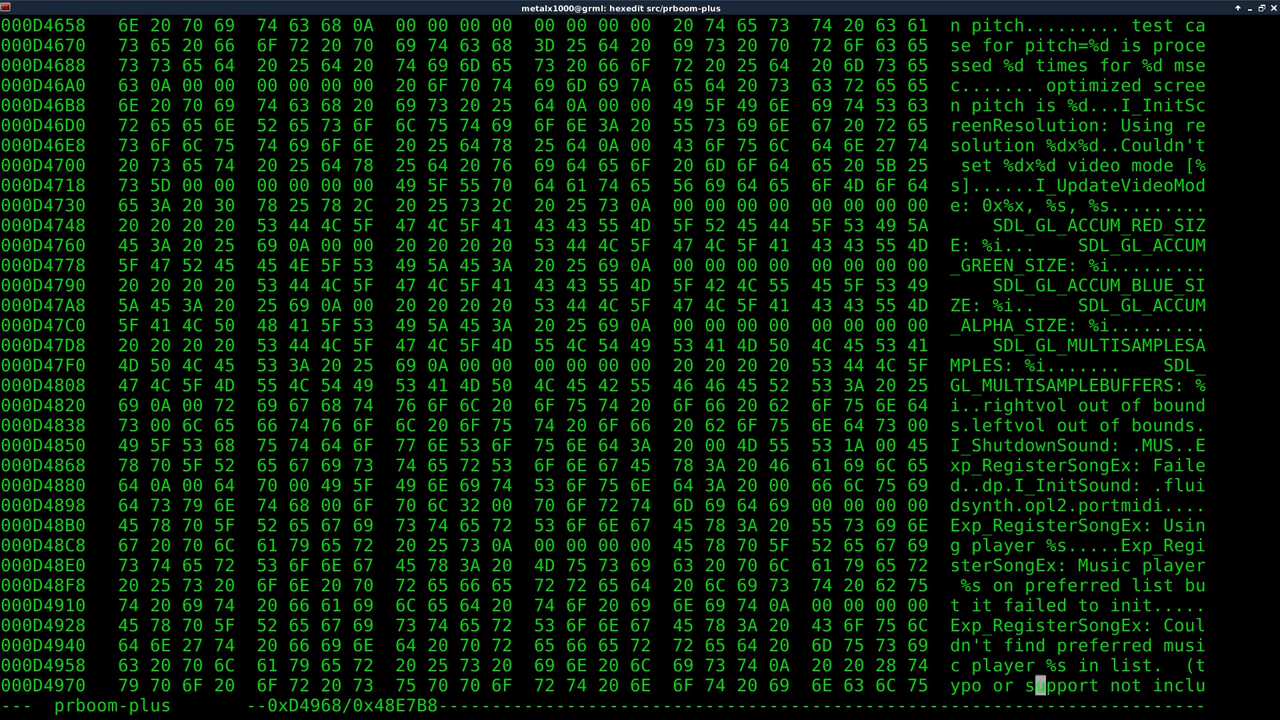 metalx1000@grml: hexedit src/prboom-plus
000D4658 6E 20 70 69 74 63 68 0A 00 00 00 00 00 00 00 00 20 74 65 73 74 20 63 61 n pitch......... test ca
000D4670 73 65 20 66 6F 72 20 70 69 74 63 68 3D 25 64 20 69 73 20 70 72 6F 63 65 se for pitch=%d is proce
000D4688 73 73 65 64 20 25 64 20 74 69 6D 65 73 20 66 6F 72 20 25 64 20 6D 73 65 ssed %d times for %d mse
000D46A0 63 0A 00 00 00 00 00 00 20 6F 70 74 69 6D 69 7A 65 64 20 73 63 72 65 65 c....... optimized scree
000D46B8 6E 20 70 69 74 63 68 20 69 73 20 25 64 0A 00 00 49 5F 49 6E 69 74 53 63 n pitch is %d...I_InitSc
000D46D0 72 65 65 6E 52 65 73 6F 6C 75 74 69 6F 6E 3A 20 55 73 69 6E 67 20 72 65 reenResolution: Using re
000D46E8 73 6F 6C 75 74 69 6F 6E 20 25 64 78 25 64 0A 00 43 6F 75 6C 64 6E 27 74 solution %dx%d..Couldn't
000D4700 20 73 65 74 20 25 64 78 25 64 20 76 69 64 65 6F 20 6D 6F 64 65 20 5B 25 set %dx%d video mode [%
000D4718 73 5D 00 00 00 00 00 00 49 5F 55 70 64 61 74 65 56 69 64 65 6F 4D 6F 64 s]......I_UpdateVideoMod
000D4730 65 3A 20 30 78 25 78 2C 20 25 73 2C 20 25 73 0A 00 00 00 00 00 00 00 00 e: 0x%x, %s, %s.........
000D4748 20 20 20 20 53 44 4C 5F 47 4C 5F 41 43 43 55 4D 5F 52 45 44 5F 53 49 5A SDL_GL_ACCUM_RED_SIZ
000D4760 45 3A 20 25 69 0A 00 00 20 20 20 20 53 44 4C 5F 47 4C 5F 41 43 43 55 4D E: %i... SDL_GL_ACCUM
000D4778 5F 47 52 45 45 4E 5F 53 49 5A 45 3A 20 25 69 0A 00 00 00 00 00 00 00 00 _GREEN_SIZE: %i.........
000D4790 20 20 20 20 53 44 4C 5F 47 4C 5F 41 43 43 55 4D 5F 42 4C 55 45 5F 53 49 SDL_GL_ACCUM_BLUE_SI
000D47A8 5A 45 3A 20 25 69 0A 00 20 20 20 20 53 44 4C 5F 47 4C 5F 41 43 43 55 4D ZE: %i.. SDL_GL_ACCUM
000D47C0 5F 41 4C 50 48 41 5F 53 49 5A 45 3A 20 25 69 0A 00 00 00 00 00 00 00 00 _ALPHA_SIZE: %i.........
000D47D8 20 20 20 20 53 44 4C 5F 47 4C 5F 4D 55 4C 54 49 53 41 4D 50 4C 45 53 41 SDL_GL_MULTISAMPLESA
000D47F0 4D 50 4C 45 53 3A 20 25 69 0A 00 00 00 00 00 00 20 20 20 20 53 44 4C 5F MPLES: %i....... SDL_
000D4808 47 4C 5F 4D 55 4C 54 49 53 41 4D 50 4C 45 42 55 46 46 45 52 53 3A 20 25 GL_MULTISAMPLEBUFFERS: %
000D4820 69 0A 00 72 69 67 68 74 76 6F 6C 20 6F 75 74 20 6F 66 20 62 6F 75 6E 64 i..rightvol out of bound
000D4838 73 00 6C 65 66 74 76 6F 6C 20 6F 75 74 20 6F 66 20 62 6F 75 6E 64 73 00 s.leftvol out of bounds.
000D4850 49 5F 53 68 75 74 64 6F 77 6E 53 6F 75 6E 64 3A 20 00 4D 55 53 1A 00 45 I_ShutdownSound: .MUS..E
000D4868 78 70 5F 52 65 67 69 73 74 65 72 53 6F 6E 67 45 78 3A 20 46 61 69 6C 65 xp_RegisterSongEx: Faile
000D4880 64 0A 00 64 70 00 49 5F 49 6E 69 74 53 6F 75 6E 64 3A 20 00 66 6C 75 69 d..dp.I_InitSound: .flui
000D4898 64 73 79 6E 74 68 00 6F 70 6C 32 00 70 6F 72 74 6D 69 64 69 00 00 00 00 dsynth.opl2.portmidi....
000D48B0 45 78 70 5F 52 65 67 69 73 74 65 72 53 6F 6E 67 45 78 3A 20 55 73 69 6E Exp_RegisterSongEx: Usin
000D48C8 67 20 70 6C 61 79 65 72 20 25 73 0A 00 00 00 00 45 78 70 5F 52 65 67 69 g player %s.....Exp_Regi
000D48E0 73 74 65 72 53 6F 6E 67 45 78 3A 20 4D 75 73 69 63 20 70 6C 61 79 65 72 sterSongEx: Music player
000D48F8 20 25 73 20 6F 6E 20 70 72 65 66 65 72 72 65 64 20 6C 69 73 74 20 62 75 %s on preferred list bu
000D4910 74 20 69 74 20 66 61 69 6C 65 64 20 74 6F 20 69 6E 69 74 0A 00 00 00 00 t it failed to init.....
000D4928 45 78 70 5F 52 65 67 69 73 74 65 72 53 6F 6E 67 45 78 3A 20 43 6F 75 6C Exp_RegisterSongEx: Coul
000D4940 64 6E 27 74 20 66 69 6E 64 20 70 72 65 66 65 72 72 65 64 20 6D 75 73 69 dn't find preferred musi
000D4958 63 20 70 6C 61 79 65 72 20 25 73 20 69 6E 20 6C 69 73 74 0A 20 20 28 74 c player %s in list. (t
000D4970 79 70 6F 20 6F 72 20 73 75 70 70 6F 72 74 20 6E 6F 74 20 69 6E 63 6C 75 ypo or support not inclu
--- prboom-plus --0xD4968/0x48E7B8-----------------------------------------------------------------